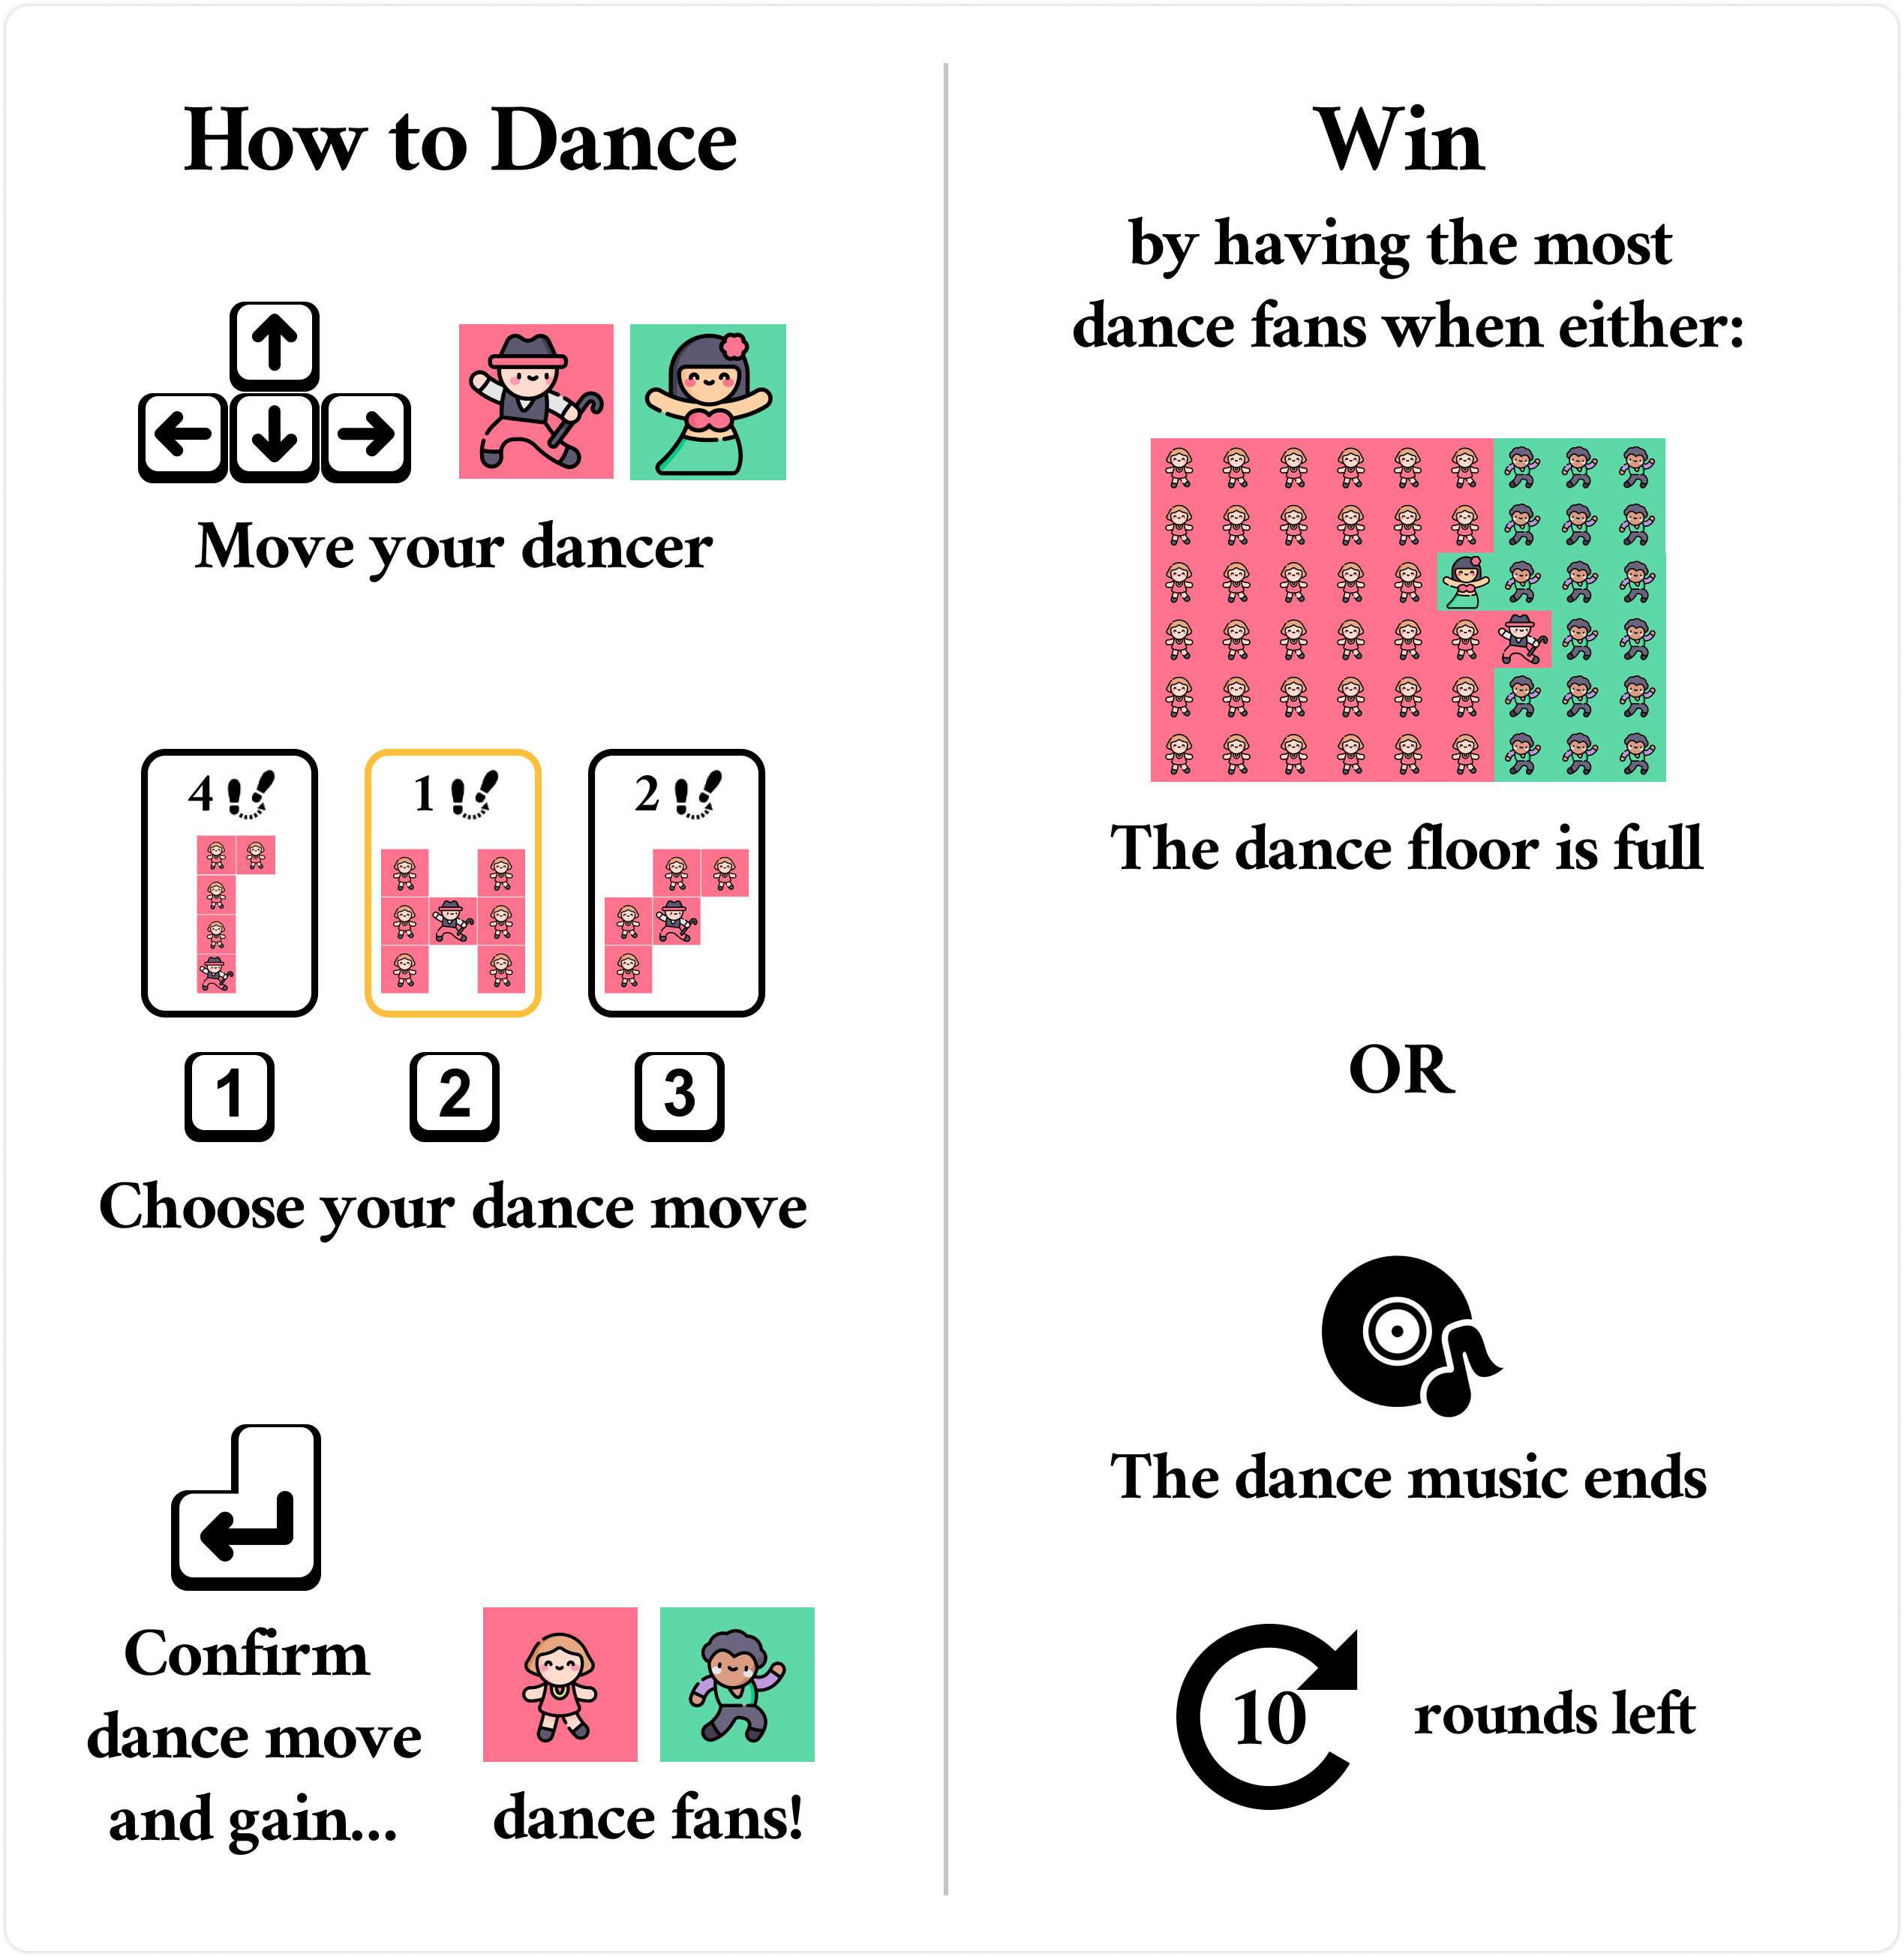 How to Dance
Move your dancer
4
1
2
1
2
3
Choose your dance move
Confirm
dance move
and gain...
dance fans!
Win
by having the most
dance fans when either:
The dance floor is full
OR
The dance music ends
10
rounds left